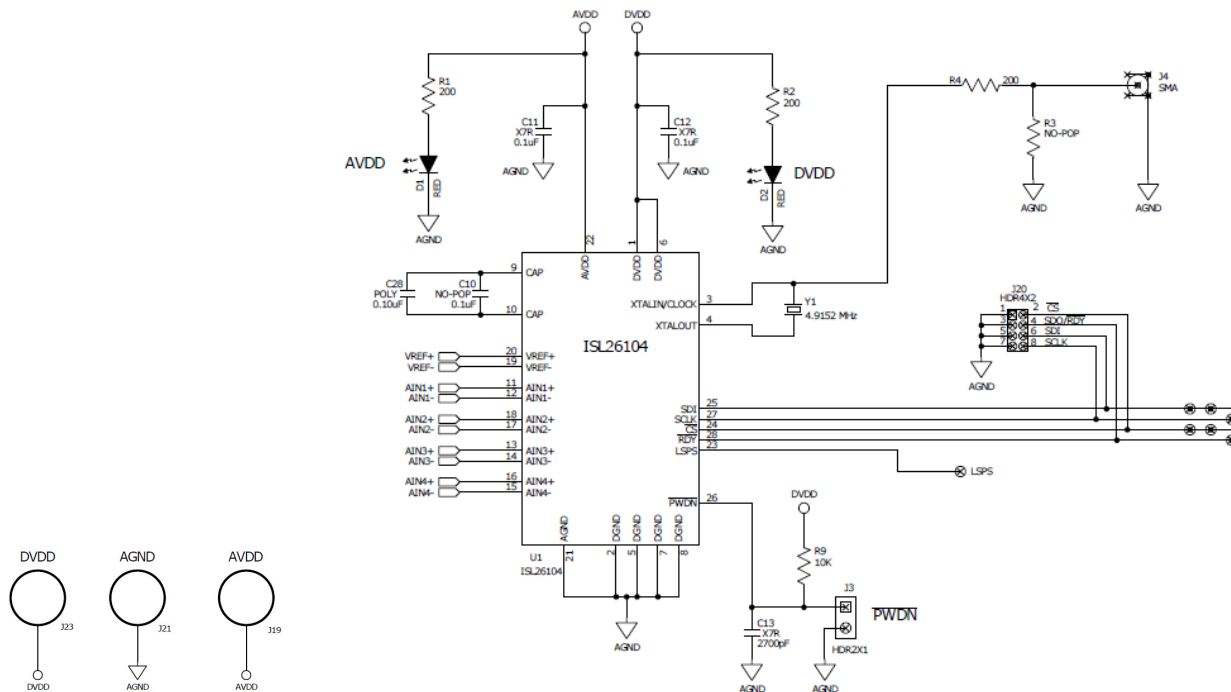 AVDD
DVDD
R1
200
C11
X7R
0.1uF
AGND
C12
X7R
0.1uF
AGND
R2
200
R4
200
J4
SMA
R3
NO-POP
AGND
AGND
AVDD
D1
RED
AGND
DVDD
D2
RED
AGND
22
1
6
AVDD
DVDD
DVDD
C28
POLY
0.10uF
C10
NO-POP
0.1uF
9
CAP
10
CAP
XTALIN/CLOCK
3
XTALOUT
4
Y1
4.9152 MHz
ISL26104
J20
HDR4X2
1
2
CS
3
4
SDO/RDY
5
6
SDI
7
8
SCLK
AGND
VREF+
20
VREF+
VREF-
19
VREF-
AIN1+
11
AIN1+
AIN1-
12
AIN1-
AIN2+
18
AIN2+
AIN2-
17
AIN2-
AIN3+
13
AIN3+
AIN3-
14
AIN3-
AIN4+
16
AIN4+
AIN4-
15
AIN4-
SDI
25
SCLK
27
CS
24
RDY
28
LSPS
23
LSPS
PWDN
26
DVDD
R9
10K
AGND
DGND
DGND
DGND
DGND
U1
ISL26104
21
2
5
7
8
AGND
J3
PWDN
HDR2X1
C13
X7R
2700pF
AGND
AGND
DVDD
AGND
AVDD
J23
J21
J19
DVDD
AGND
AVDD